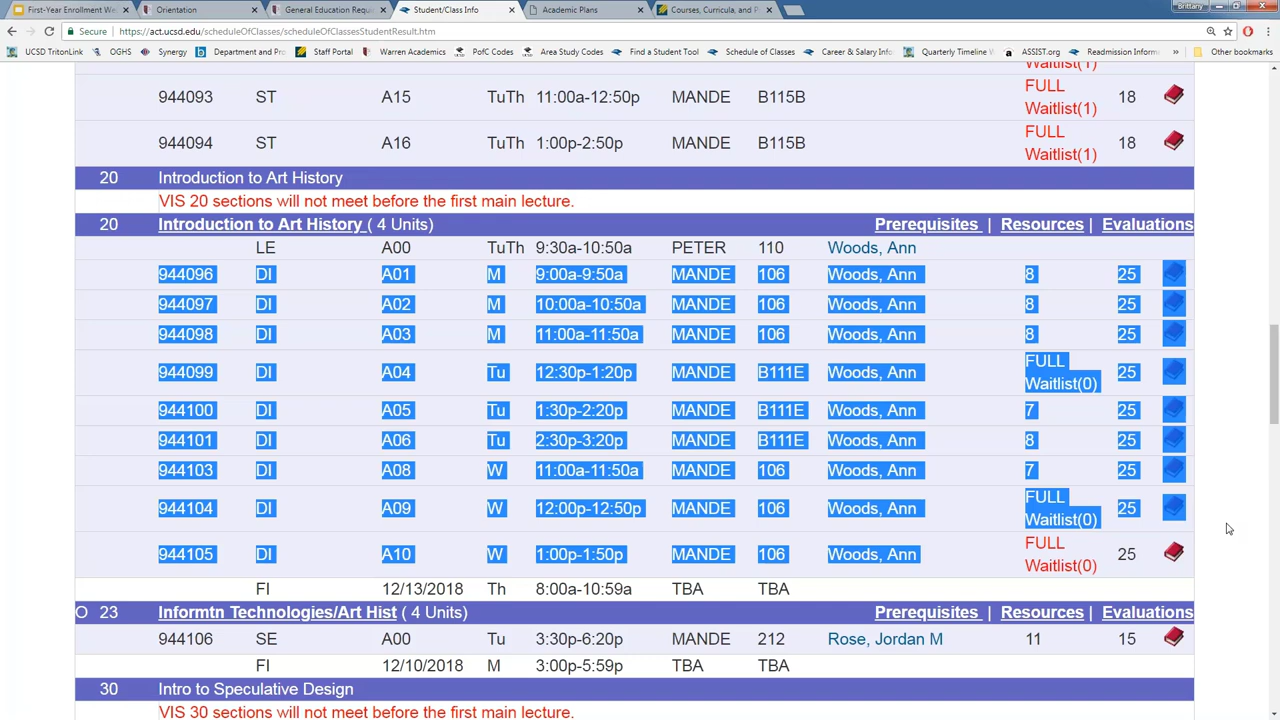 Brittany
First-Year Enrollment We
Orientation
General Education Requi
Student/Class Info
Academic Plans
Courses, Curricula, and P
Secure | https://act.ucsd.edu/scheduleOfClasses/scheduleOfClassesStudentResult.htm
UCSD TritonLink OGHS Synergy Department and Pro Staff Portal Warren Academics PofC Codes Area Study Codes Find a Student Tool Schedule of Classes Career & Salary Info Quarterly Timeline ASSIST.org Readmission Inform » Other bookmarks
Waitlist(1)
944093 ST A15 TuTh 11:00a-12:50p MANDE B115B FULL Waitlist(1) 18
944094 ST A16 TuTh 1:00p-2:50p MANDE B115B FULL Waitlist(1) 18
20 Introduction to Art History
VIS 20 sections will not meet before the first main lecture.
20 Introduction to Art History ( 4 Units) Prerequisites | Resources | Evaluations
LE A00 TuTh 9:30a-10:50a PETER 110 Woods, Ann
944096 DI A01 M 9:00a-9:50a MANDE 106 Woods, Ann 8 25
944097 DI A02 M 10:00a-10:50a MANDE 106 Woods, Ann 8 25
944098 DI A03 M 11:00a-11:50a MANDE 106 Woods, Ann 8 25
944099 DI A04 Tu 12:30p-1:20p MANDE B111E Woods, Ann FULL Waitlist(0) 25
944100 DI A05 Tu 1:30p-2:20p MANDE B111E Woods, Ann 7 25
944101 DI A06 Tu 2:30p-3:20p MANDE B111E Woods, Ann 8 25
944103 DI A08 W 11:00a-11:50a MANDE 106 Woods, Ann 7 25
944104 DI A09 W 12:00p-12:50p MANDE 106 Woods, Ann FULL Waitlist(0) 25
944105 DI A10 W 1:00p-1:50p MANDE 106 Woods, Ann FULL Waitlist(0) 25
FI 12/13/2018 Th 8:00a-10:59a TBA TBA
O 23 Informtn Technologies/Art Hist ( 4 Units) Prerequisites | Resources | Evaluations
944106 SE A00 Tu 3:30p-6:20p MANDE 212 Rose, Jordan M 11 15
FI 12/10/2018 M 3:00p-5:59p TBA TBA
30 Intro to Speculative Design
VIS 30 sections will not meet before the first main lecture.